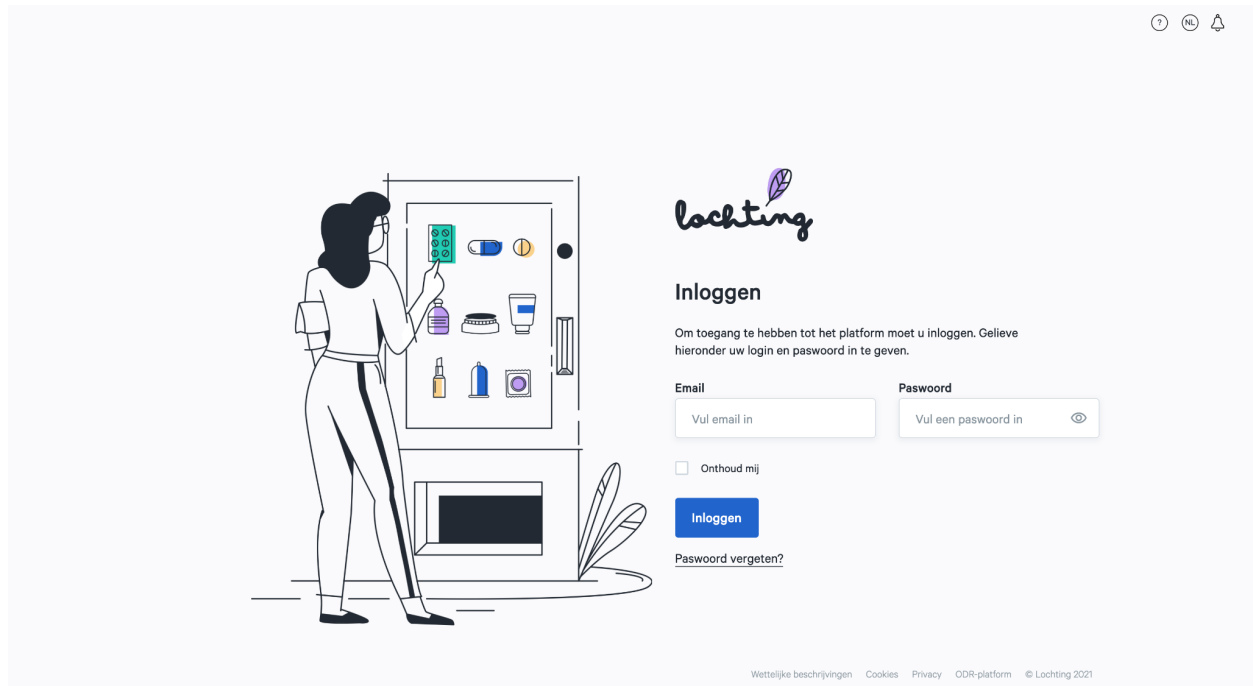 ?
NL
lochting
Inloggen
Om toegang te hebben tot het platform moet u inloggen. Gelieve
hieronder uw login en paswoord in te geven.
Email
Paswoord
Vul email in
Vul een paswoord in
Onthoud mij
Inloggen
Paswoord vergeten?
Wettelijke beschrijvingen Cookies Privacy ODR-platform © Lochting 2021